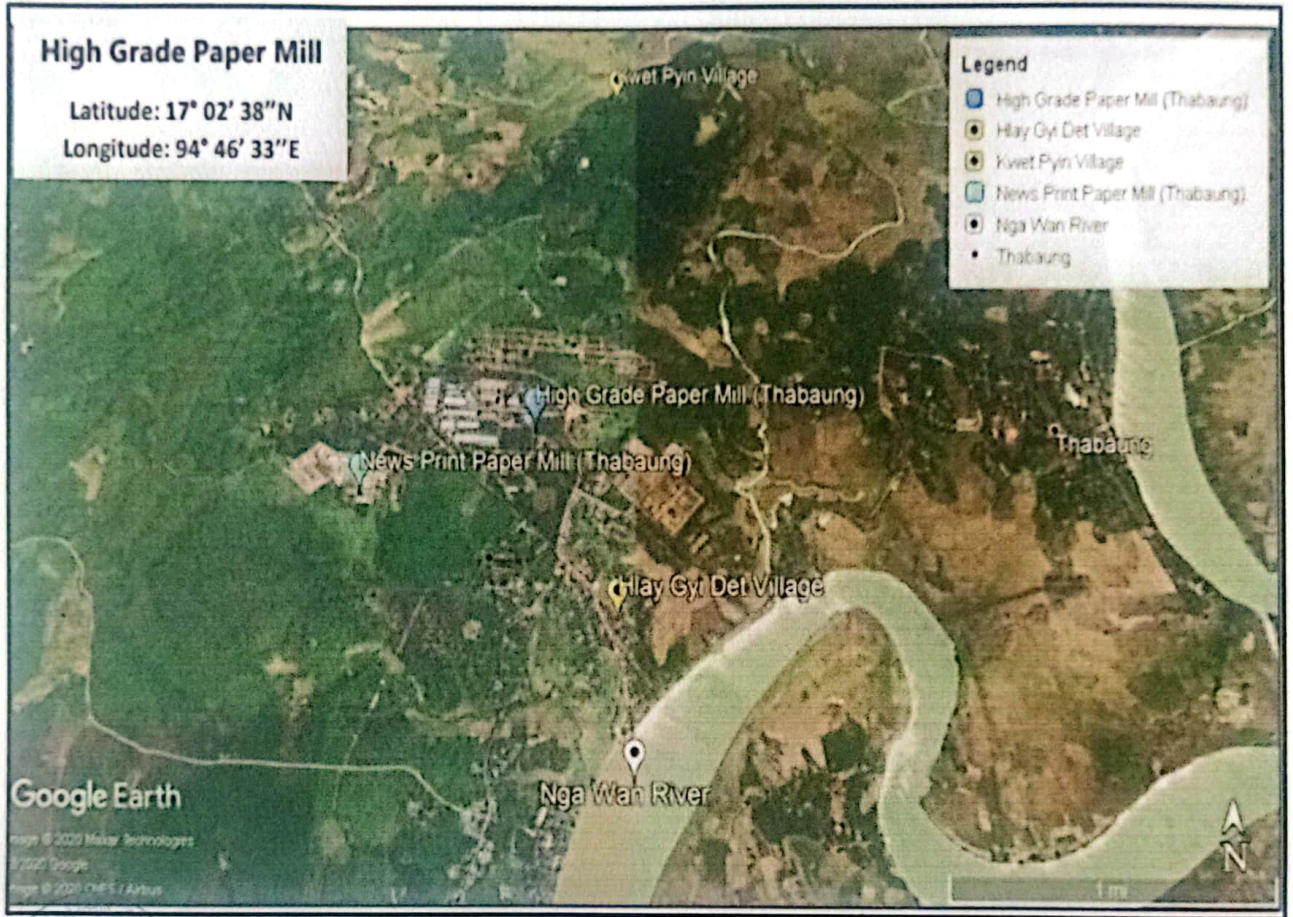 High Grade Paper Mill
Latitude: 17° 02' 38"N
Longitude: 94° 46' 33"E
Kwet Pyin Village
Legend
High Grade Paper Mill (Thabaung)
Hlay Gyi Det Village
Kwet Pyin Village
News Print Paper Mill (Thabaung)
Nga Wan River
Thabaung
High Grade Paper Mill (Thabaung)
Thabaung
News Print Paper Mill (Thabaung)
Hlay Gyi Det Village
Nga Wan River
Google Earth
Image © 2020 Maxar Technologies
© 2020 Google
Image © 2020 CNES / Airbus
N
1 mi